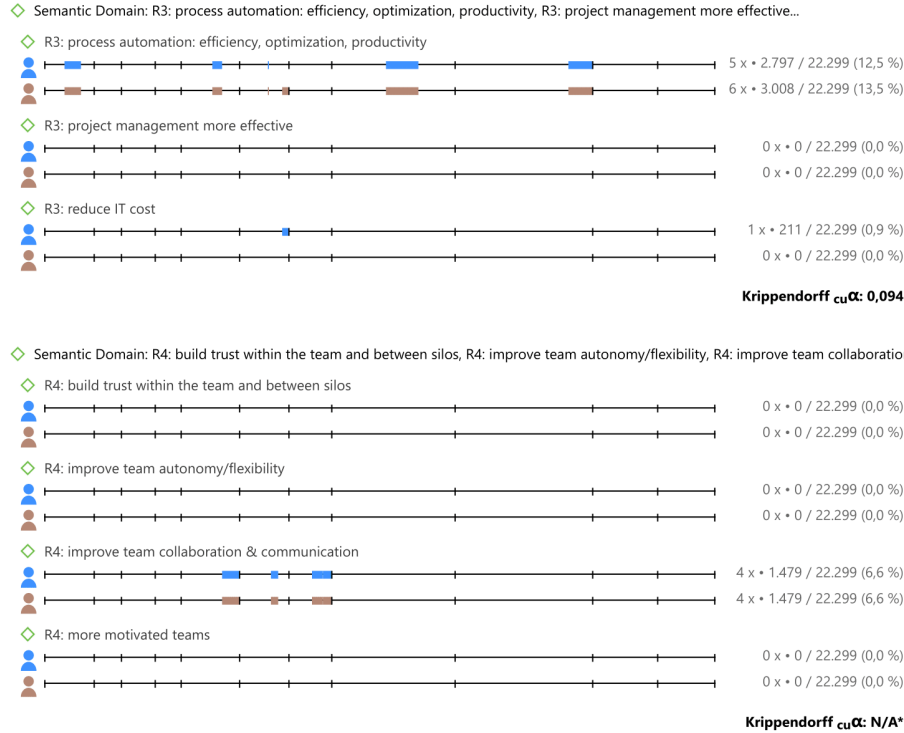 Semantic Domain: R3: process automation: efficiency, optimization, productivity, R3: project management more effective...
R3: process automation: efficiency, optimization, productivity
5 x • 2.797 / 22.299 (12,5 %)
6 x • 3.008 / 22.299 (13,5 %)
R3: project management more effective
0 x • 0 / 22.299 (0,0 %)
0 x • 0 / 22.299 (0,0 %)
R3: reduce IT cost
1 x • 211 / 22.299 (0,9 %)
0 x • 0 / 22.299 (0,0 %)
Krippendorff cuα: 0,094
Semantic Domain: R4: build trust within the team and between silos, R4: improve team autonomy/flexibility, R4: improve team collaboratio
R4: build trust within the team and between silos
0 x • 0 / 22.299 (0,0 %)
0 x • 0 / 22.299 (0,0 %)
R4: improve team autonomy/flexibility
0 x • 0 / 22.299 (0,0 %)
0 x • 0 / 22.299 (0,0 %)
R4: improve team collaboration & communication
4 x • 1.479 / 22.299 (6,6 %)
4 x • 1.479 / 22.299 (6,6 %)
R4: more motivated teams
0 x • 0 / 22.299 (0,0 %)
0 x • 0 / 22.299 (0,0 %)
Krippendorff cuα: N/A*